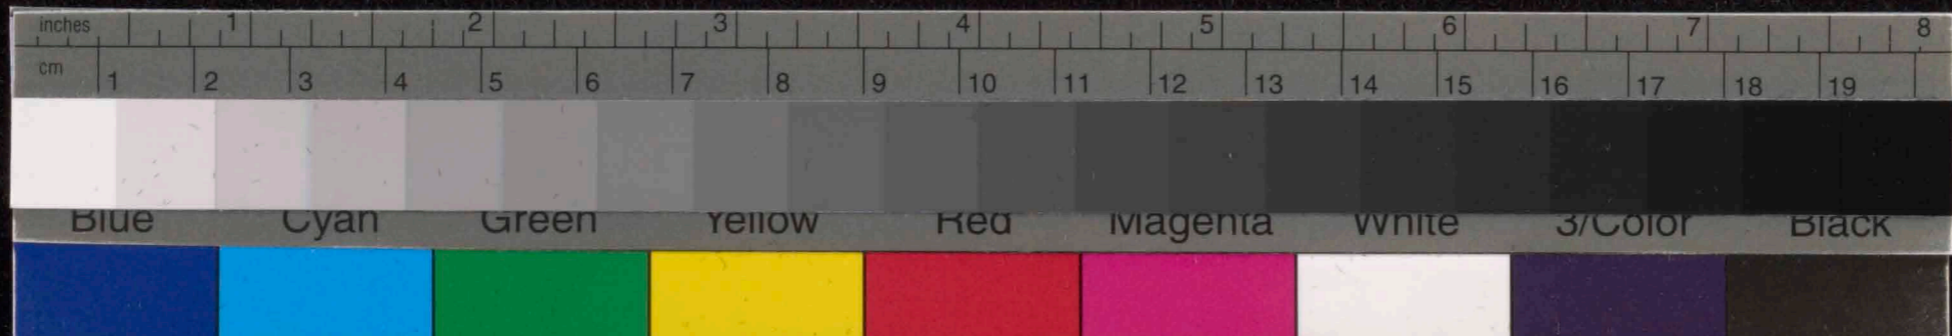 inches 1 2 3 4 5 6 7 8
cm 1 2 3 4 5 6 7 8 9 10 11 12 13 14 15 16 17 18 19
Blue Cyan Green Yellow Red Magenta White 3/Color Black